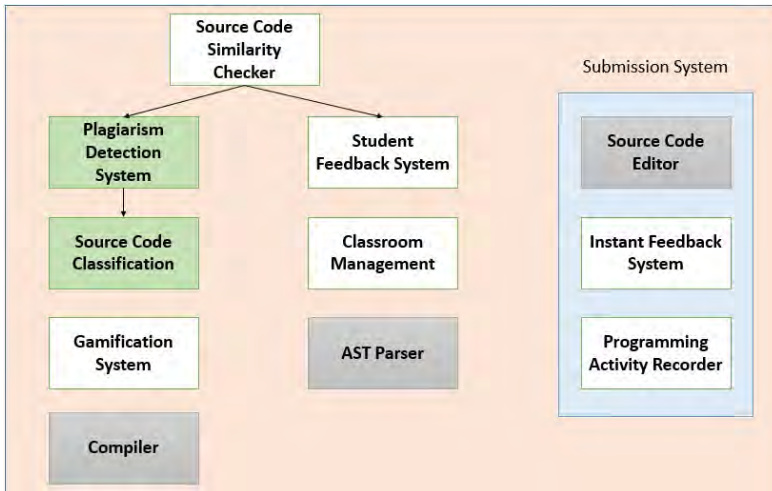 Source Code
Similarity
Checker
Submission System
Plagiarism
Detection
System
Student
Feedback System
Source Code
Editor
Source Code
Classification
Classroom
Management
Instant Feedback
System
Gamification
System
AST Parser
Programming
Activity Recorder
Compiler